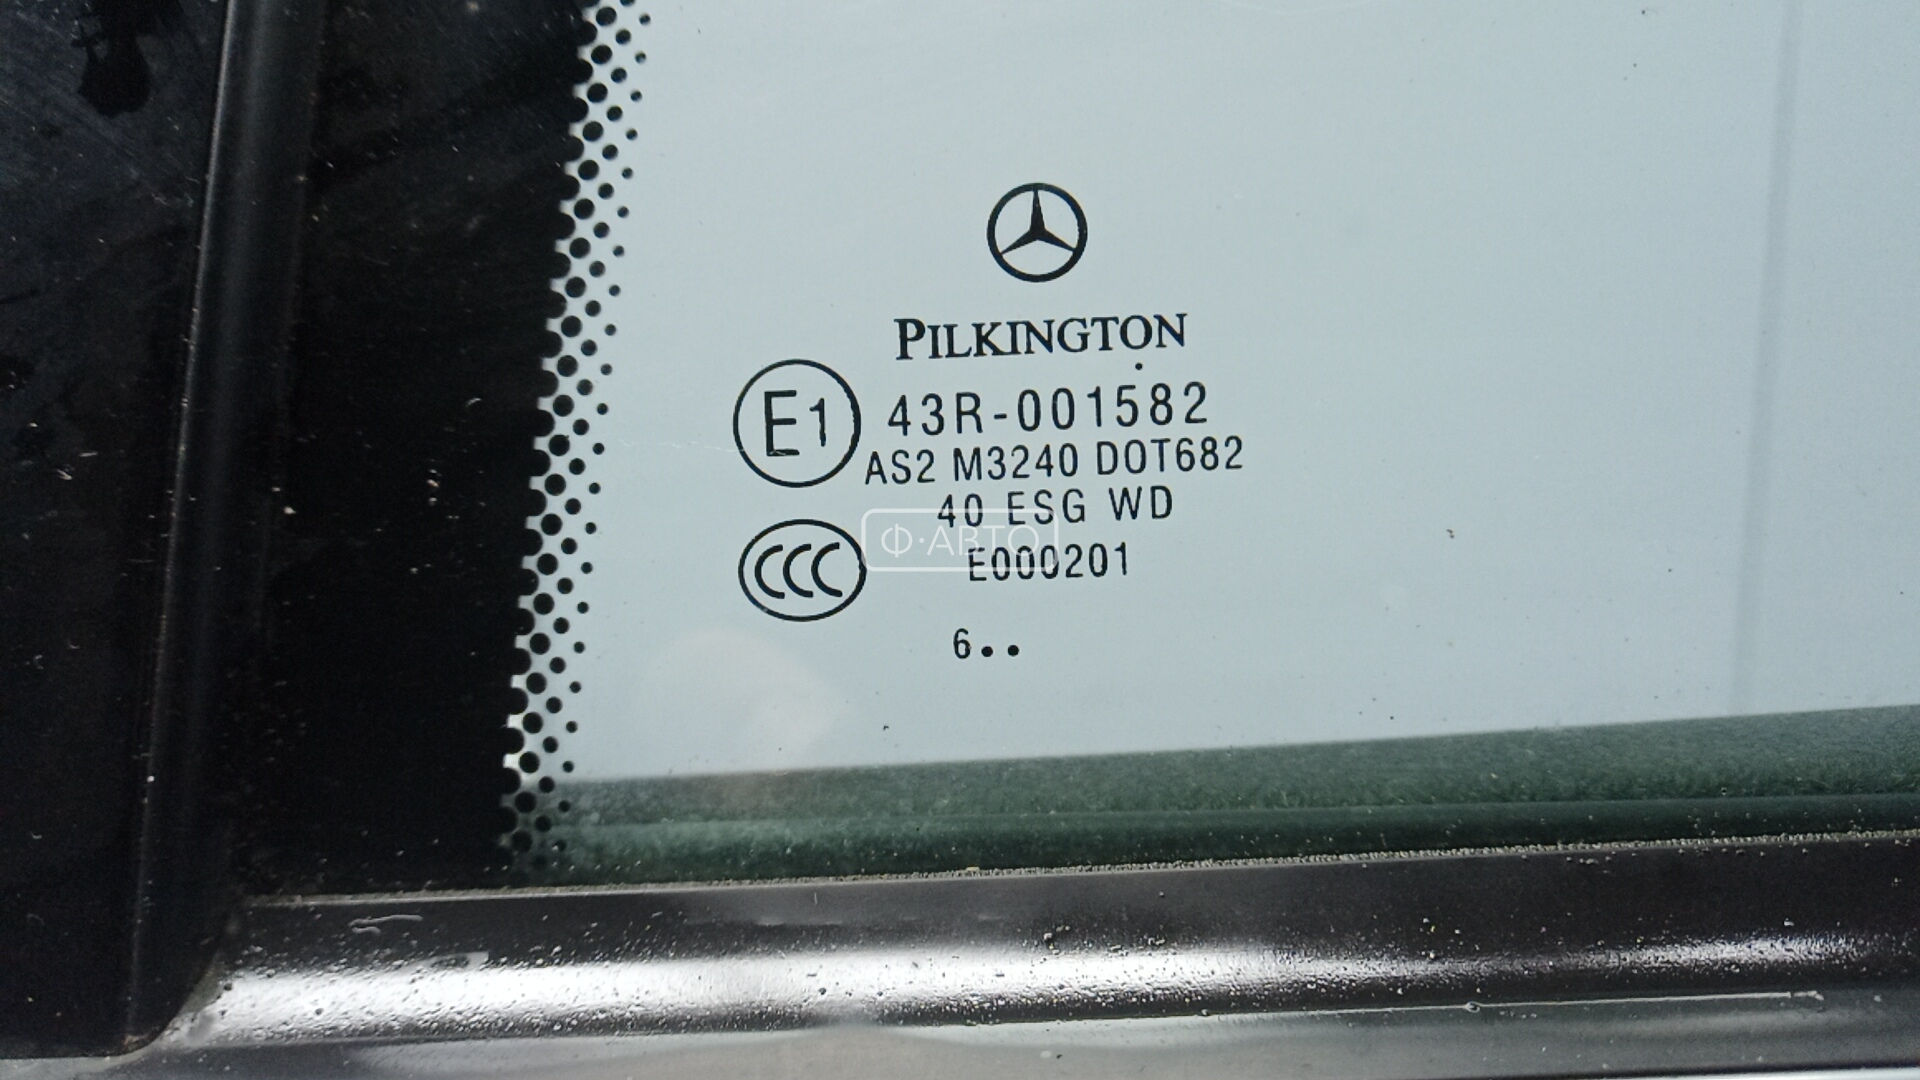 PILKINGTON
E1 43R-001582
AS2 M3240 DOT682
40 ESG WD
Ф·АВТО
CCC E000201
6..